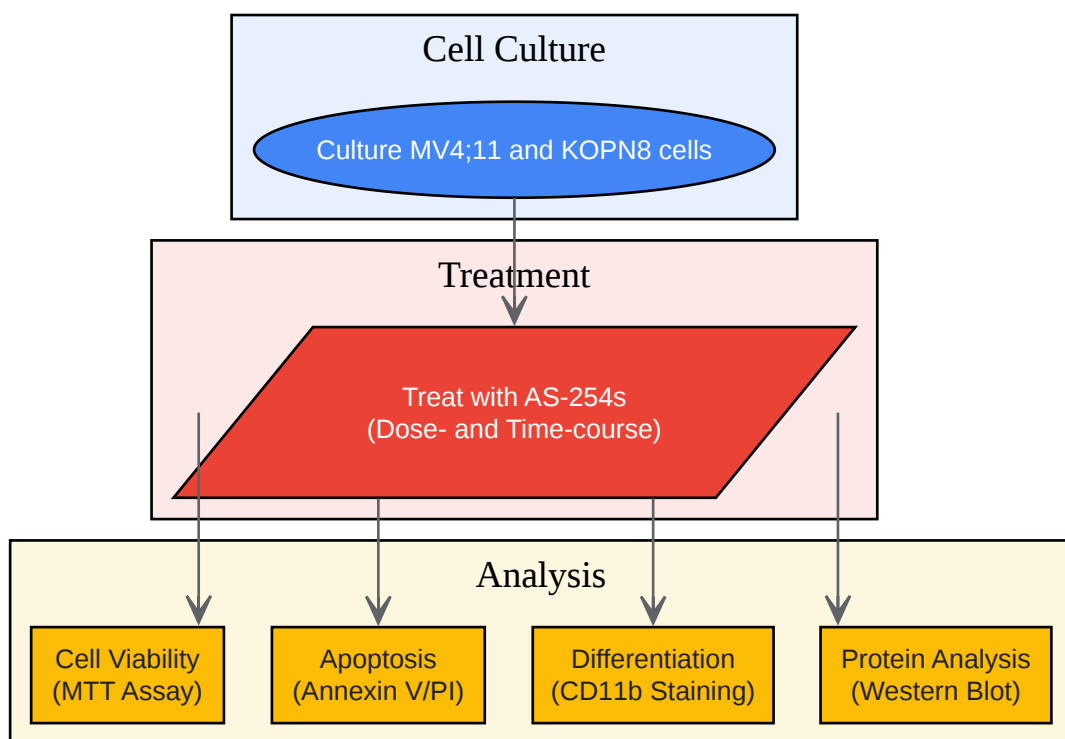 Cell Culture
Culture MV4;11 and KOPN8 cells
Treatment
Treat with AS-254s
(Dose- and Time-course)
Analysis
Cell Viability
(MTT Assay)
Apoptosis
(Annexin V/PI)
Differentiation
(CD11b Staining)
Protein Analysis
(Western Blot)